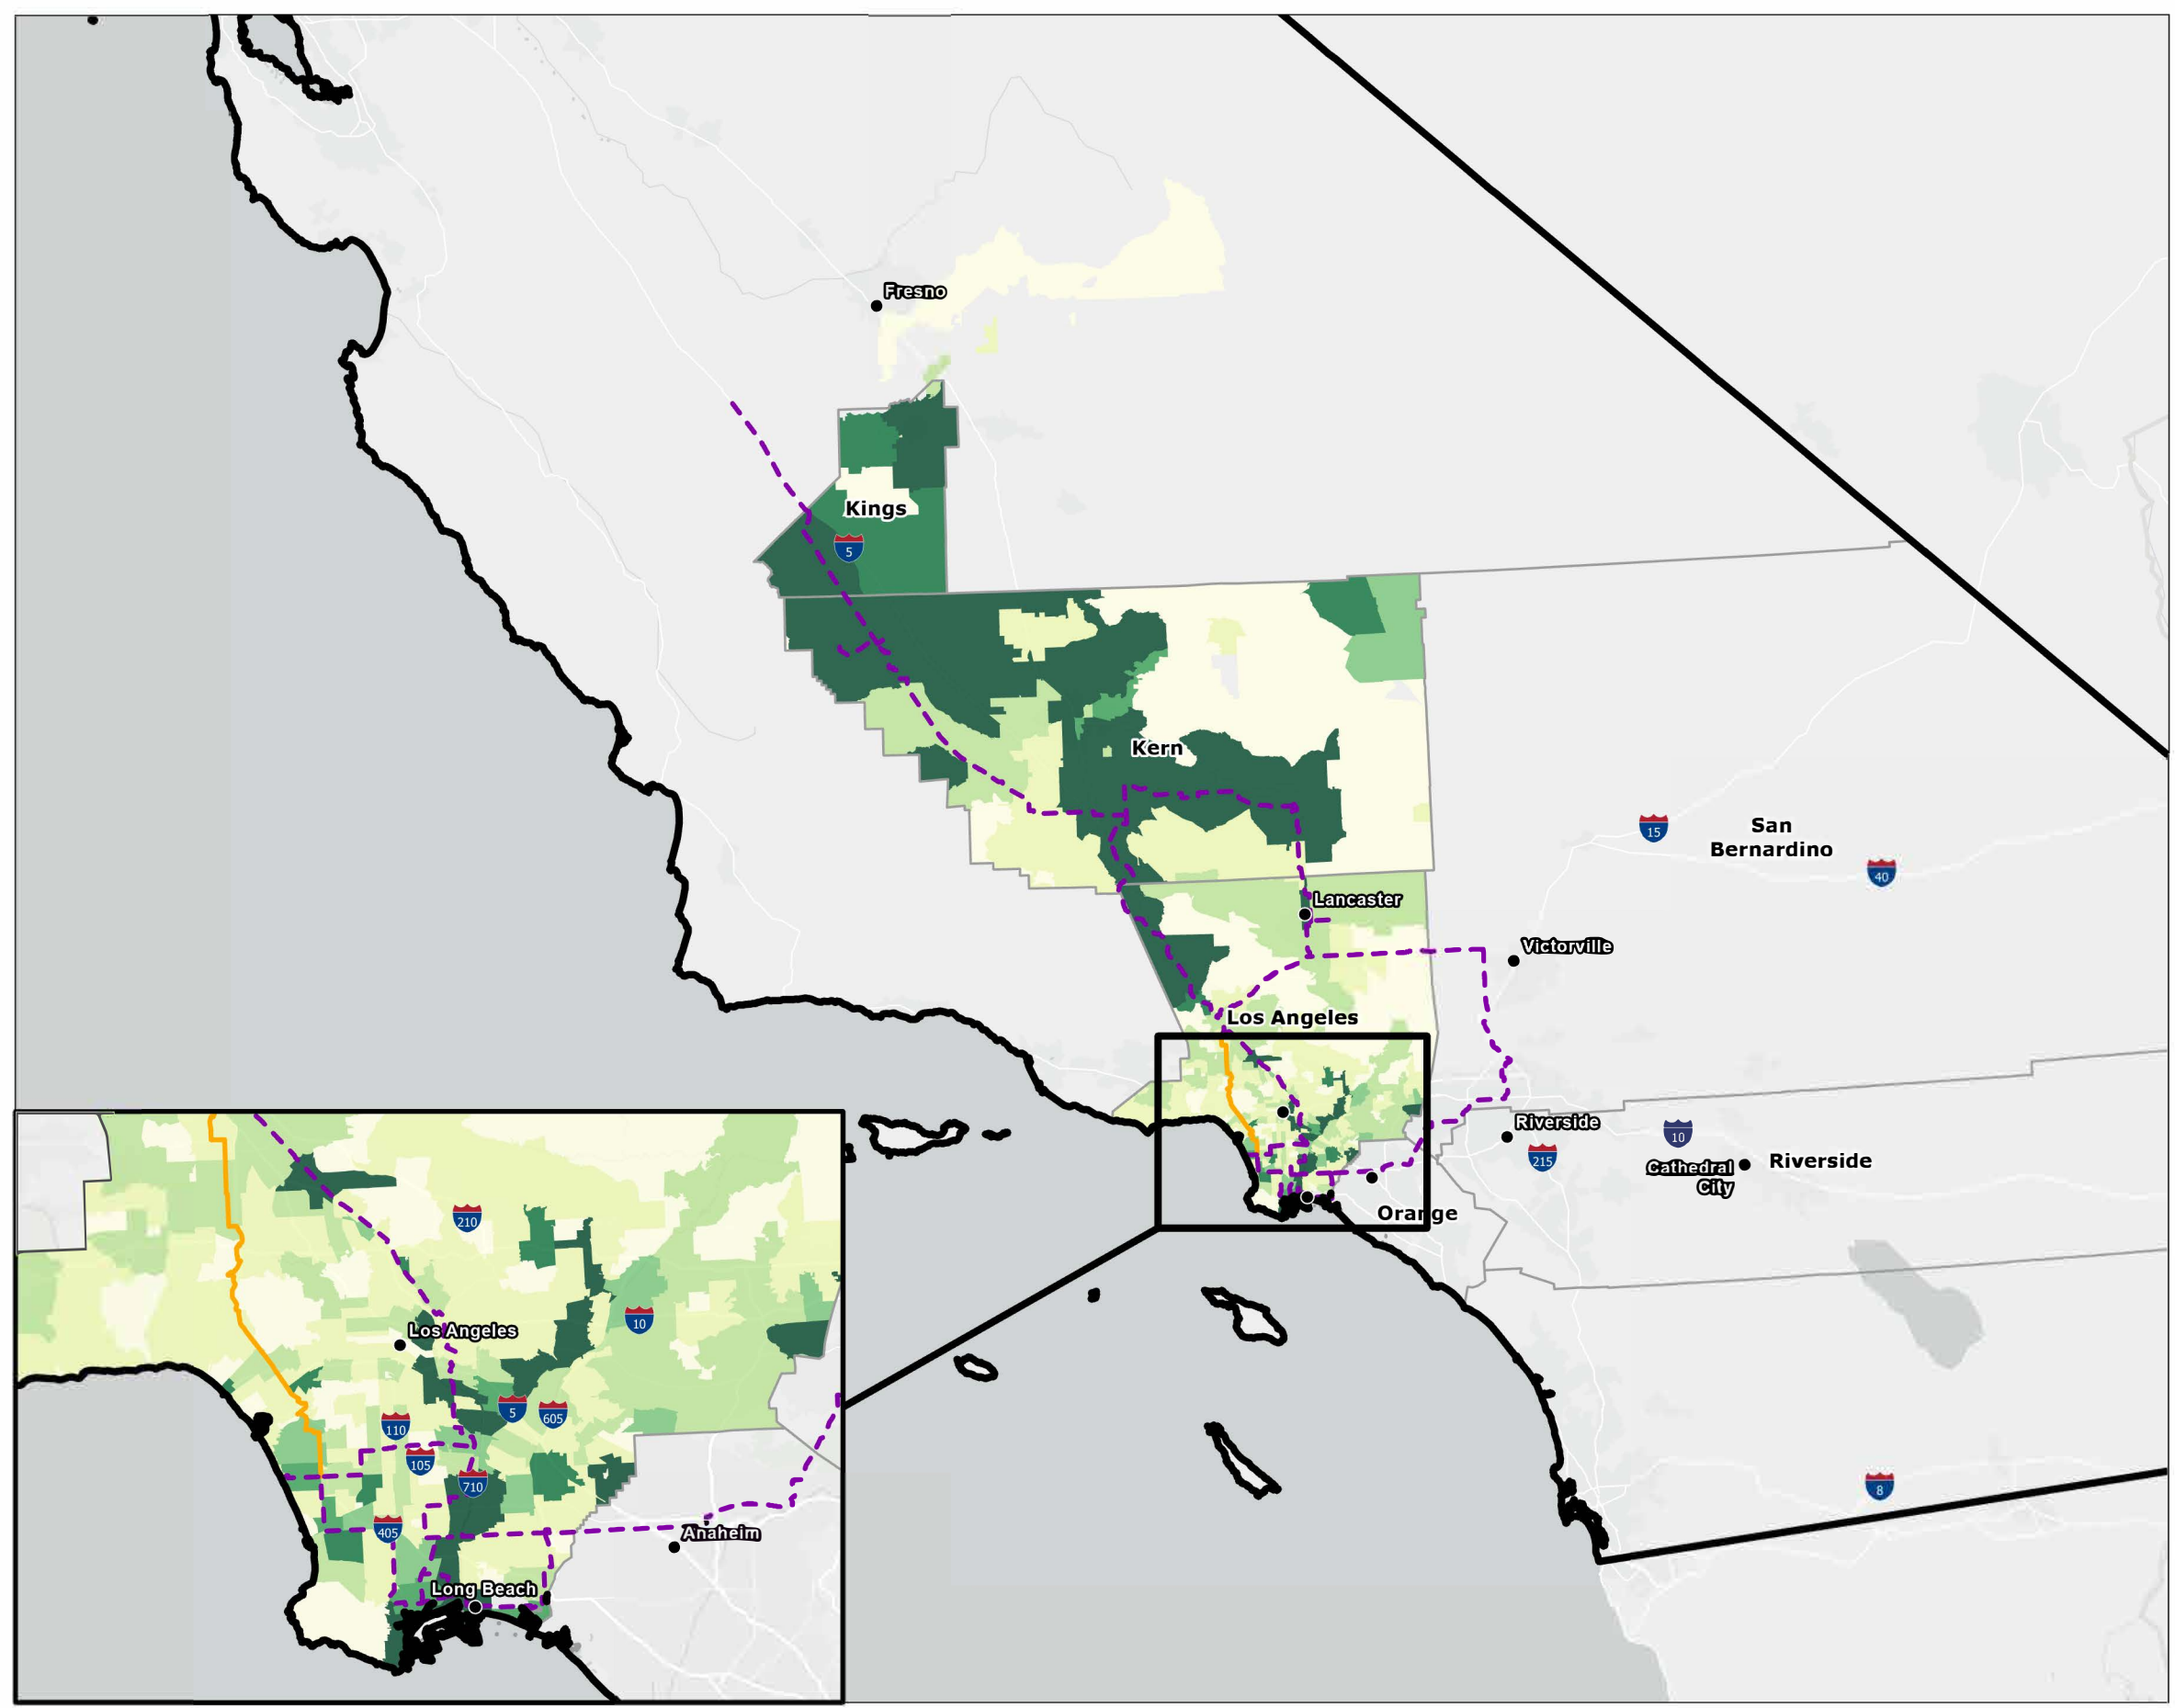 Fresno
Kings
5
Kern
15
San
Bernardino
40
Lancaster
Victorville
Los Angeles
Riverside
10
215
Cathedral
City
Riverside
Orange
8
210
10
Los Angeles
5
605
110
105
710
405
Anaheim
Long Beach